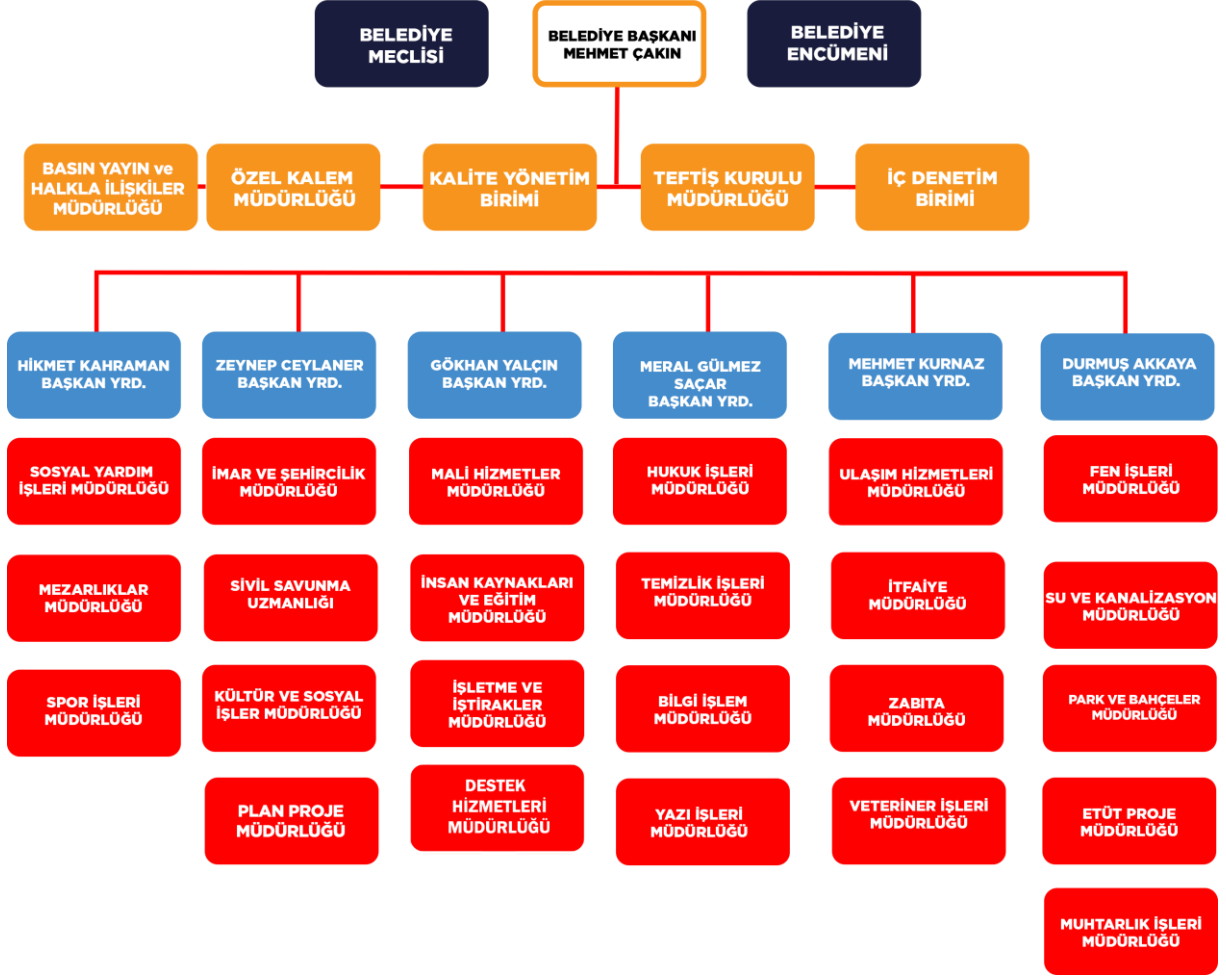 BELEDİYE
MECLİSİ
BELEDİYE BAŞKANI
MEHMET ÇAKIN
BELEDİYE
ENCÜMENİ
BASIN YAYIN ve
HALKLA İLİŞKİLER
MÜDÜRLÜĞÜ
ÖZEL KALEM
MÜDÜRLÜĞÜ
KALİTE YÖNETİM
BİRİMİ
TEFTİŞ KURULU
MÜDÜRLÜĞÜ
İÇ DENETİM
BİRİMİ
HİKMET KAHRAMAN
BAŞKAN YRD.
ZEYNEP CEYLANER
BAŞKAN YRD.
GÖKHAN YALÇIN
BAŞKAN YRD.
MERAL GÜLMEZ
SAÇAR
BAŞKAN YRD.
MEHMET KURNAZ
BAŞKAN YRD.
DURMUŞ AKKAYA
BAŞKAN YRD.
SOSYAL YARDIM
İŞLERİ MÜDÜRLÜĞÜ
İMAR VE ŞEHİRCİLİK
MÜDÜRLÜĞÜ
MALİ HİZMETLER
MÜDÜRLÜĞÜ
HUKUK İŞLERİ
MÜDÜRLÜĞÜ
ULAŞIM HİZMETLERİ
MÜDÜRLÜĞÜ
FEN İŞLERİ
MÜDÜRLÜĞÜ
MEZARLIKLAR
MÜDÜRLÜĞÜ
SİVİL SAVUNMA
UZMANLIĞI
İNSAN KAYNAKLARI
VE EĞİTİM
MÜDÜRLÜĞÜ
TEMİZLİK İŞLERİ
MÜDÜRLÜĞÜ
İTFAİYE
MÜDÜRLÜĞÜ
SU VE KANALİZASYON
MÜDÜRLÜĞÜ
SPOR İŞLERİ
MÜDÜRLÜĞÜ
KÜLTÜR VE SOSYAL
İŞLER MÜDÜRLÜĞÜ
İŞLETME VE
İŞTİRAKLER
MÜDÜRLÜĞÜ
BİLGİ İŞLEM
MÜDÜRLÜĞÜ
ZABITA
MÜDÜRLÜĞÜ
PARK VE BAHÇELER
MÜDÜRLÜĞÜ
PLAN PROJE
MÜDÜRLÜĞÜ
DESTEK
HİZMETLERİ
MÜDÜRLÜĞÜ
YAZI İŞLERİ
MÜDÜRLÜĞÜ
VETERİNER İŞLERİ
MÜDÜRLÜĞÜ
ETÜT PROJE
MÜDÜRLÜĞÜ
MUHTARLIK İŞLERİ
MÜDÜRLÜĞÜ